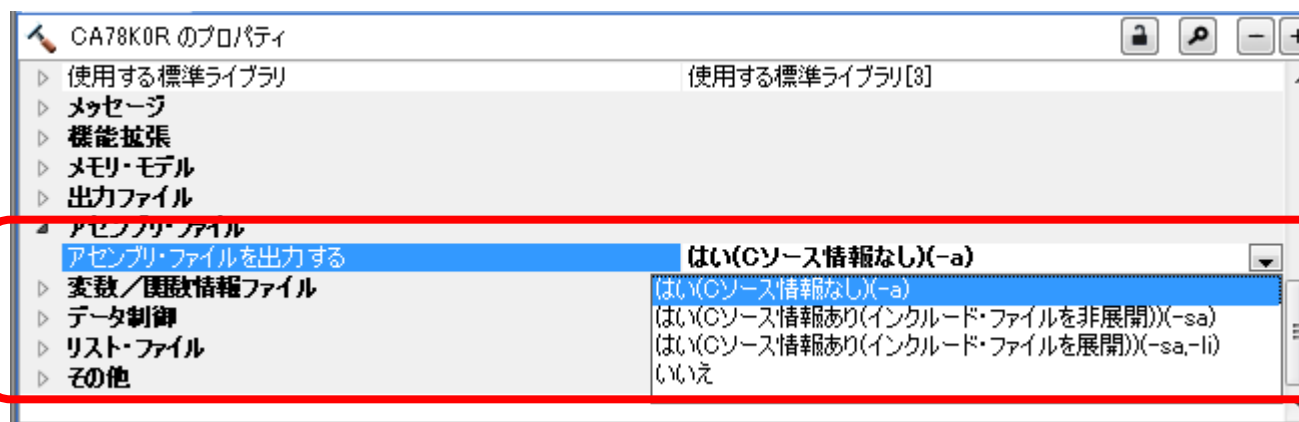 CA78K0R のプロパティ
使用する標準ライブラリ 使用する標準ライブラリ[3]
メッセージ
機能拡張
メモリ・モデル
出力ファイル
アセンブリ・ファイル
アセンブリ・ファイルを出力する はい(Cソース情報なし)(-a)
変数／関数情報ファイル はい(Cソース情報なし)(-a)
データ制御 はい(Cソース情報あり(インクルード・ファイルを非展開))(-sa)
リスト・ファイル はい(Cソース情報あり(インクルード・ファイルを展開))(-sa,-li)
その他 いいえ